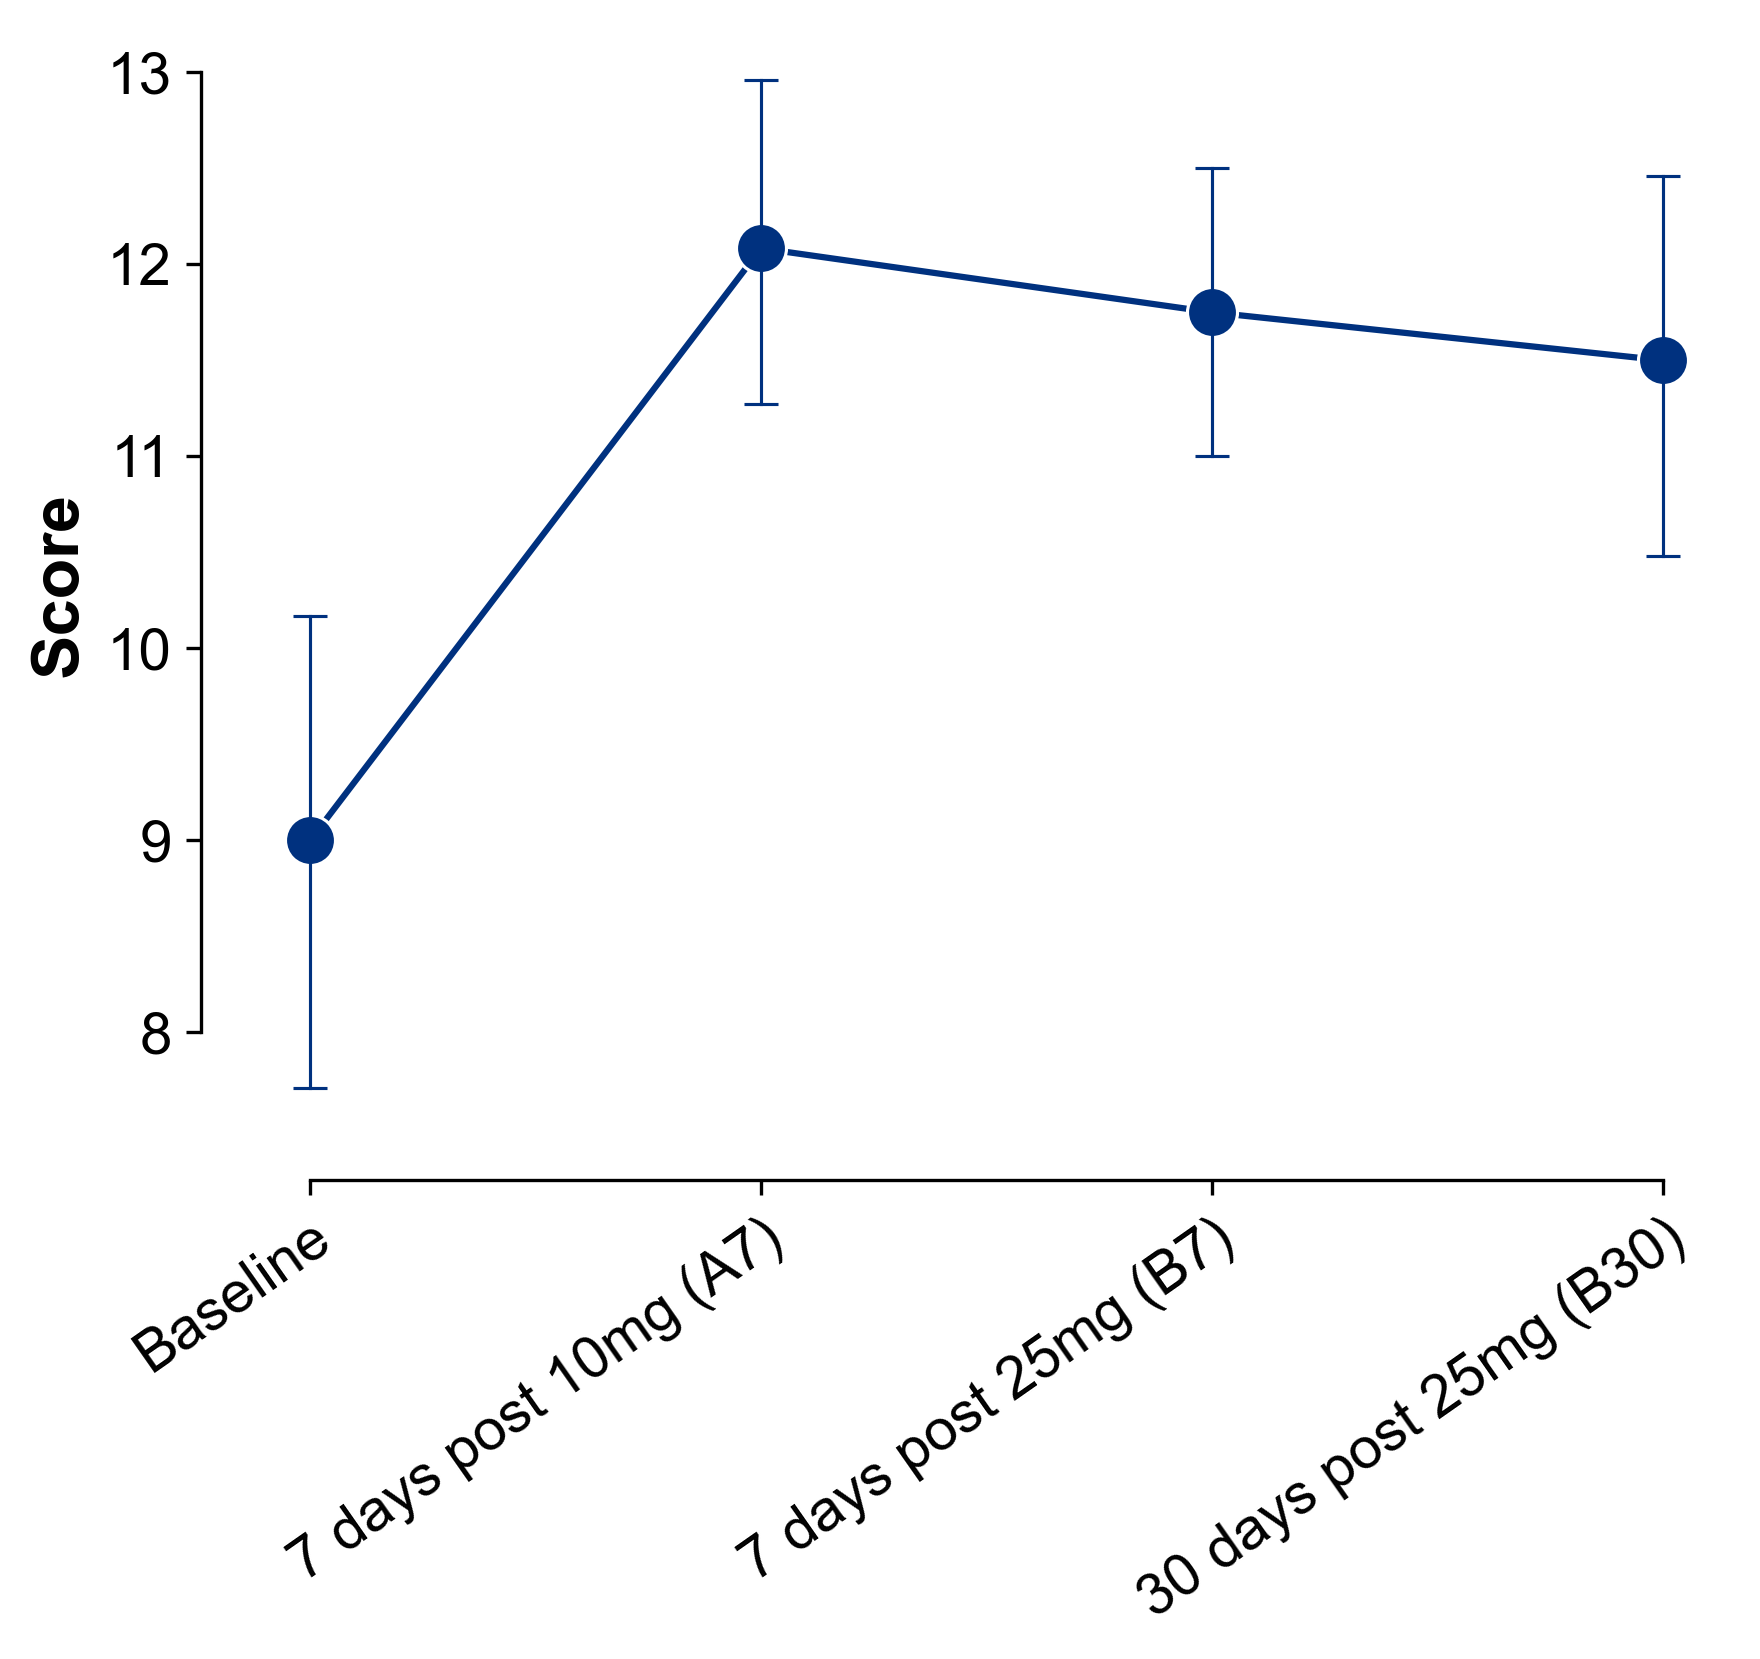 13
12
11
10
9
8
Score
Baseline
7 days post 10mg (A7)
7 days post 25mg (B7)
30 days post 25mg (B30)